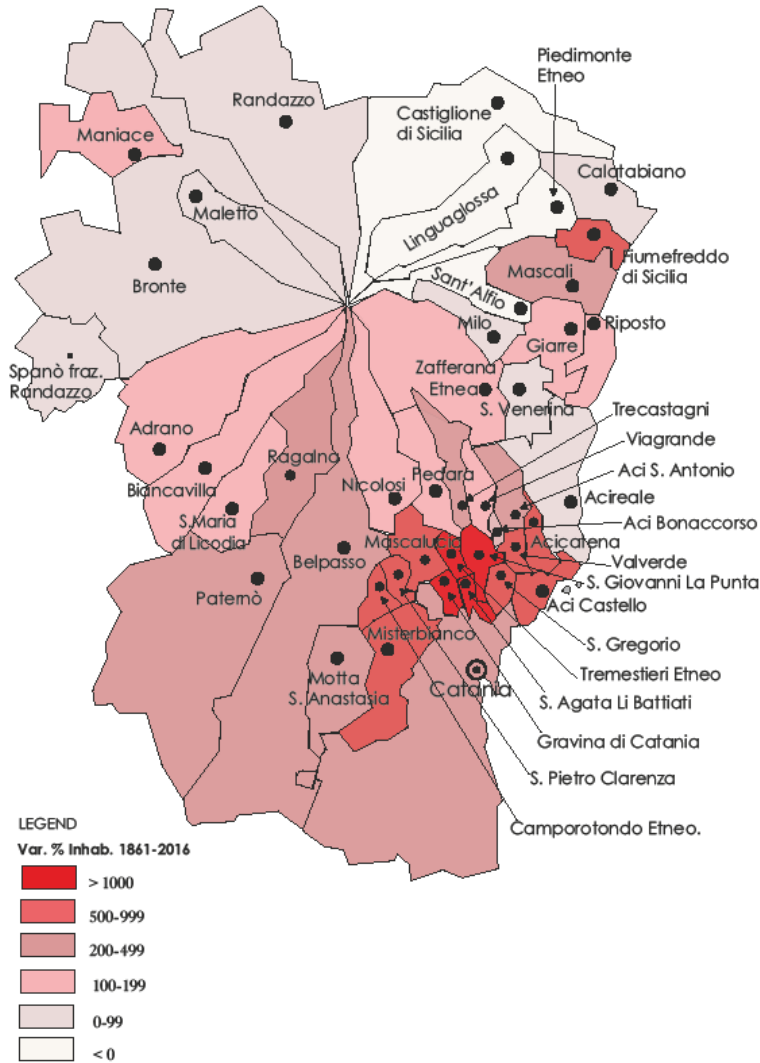 Piedimonte
Etneo
Randazzo
Castiglione
di Sicilia
Maniace
Calatabiano
Maletto
Linguaglossa
Bronte
Fiumefreddo
di Sicilia
Mascali
Sant'Alfio
Milo
Riposto
Giarre
Spanò fraz.
Randazzo
Zafferana
Etnea
S. Venerina
Trecastagni
Adrano
Viagrande
Ragalna
Pedara
Aci S. Antonio
Biancavilla
Nicolosi
Acireale
S.Maria
di Licodia
Aci Bonaccorso
Mascalucia
Acicatena
Belpasso
Valverde
Paternò
S. Giovanni La Punta
Aci Castello
Misterbianco
S. Gregorio
Motta
S. Anastasia
Tremestieri Etneo
Catania
S. Agata Li Battiati
Gravina di Catania
S. Pietro Clarenza
Camporotondo Etneo.
LEGEND
Var. % Inhab. 1861-2016
> 1000
500-999
200-499
100-199
0-99
< 0